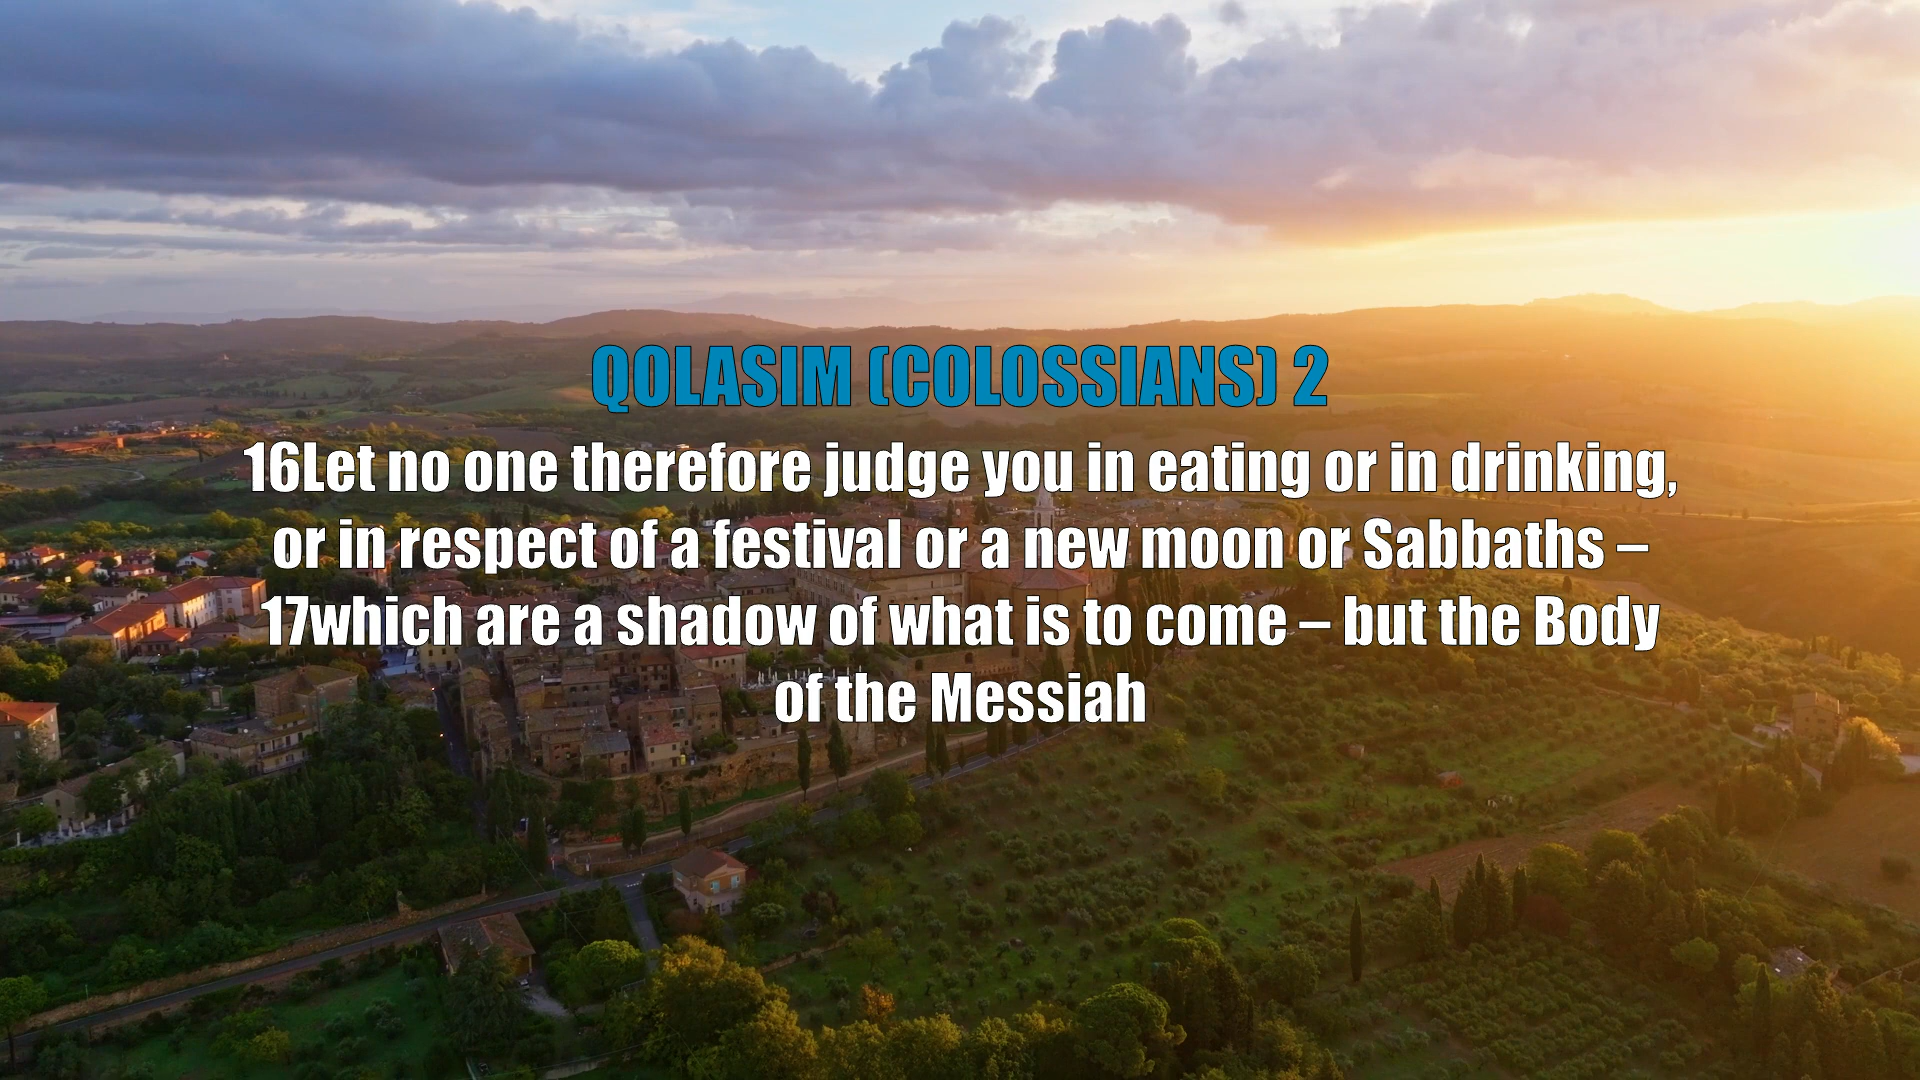 QOLASIM (COLOSSIANS) 2
16Let no one therefore judge you in eating or in drinking,
or in respect of a festival or a new moon or Sabbaths –
17which are a shadow of what is to come – but the Body
of the Messiah